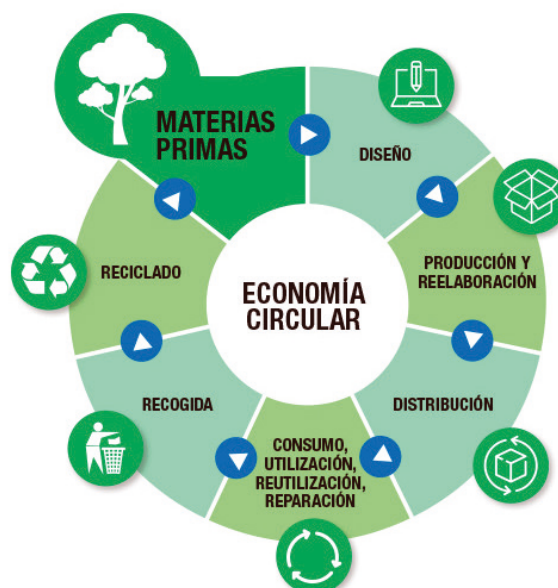 MATERIAS
PRIMAS
DISEÑO
PRODUCCIÓN Y
REELABORACIÓN
DISTRIBUCIÓN
CONSUMO,
UTILIZACIÓN,
REUTILIZACIÓN,
REPARACIÓN
RECOGIDA
RECICLADO
ECONOMÍA
CIRCULAR